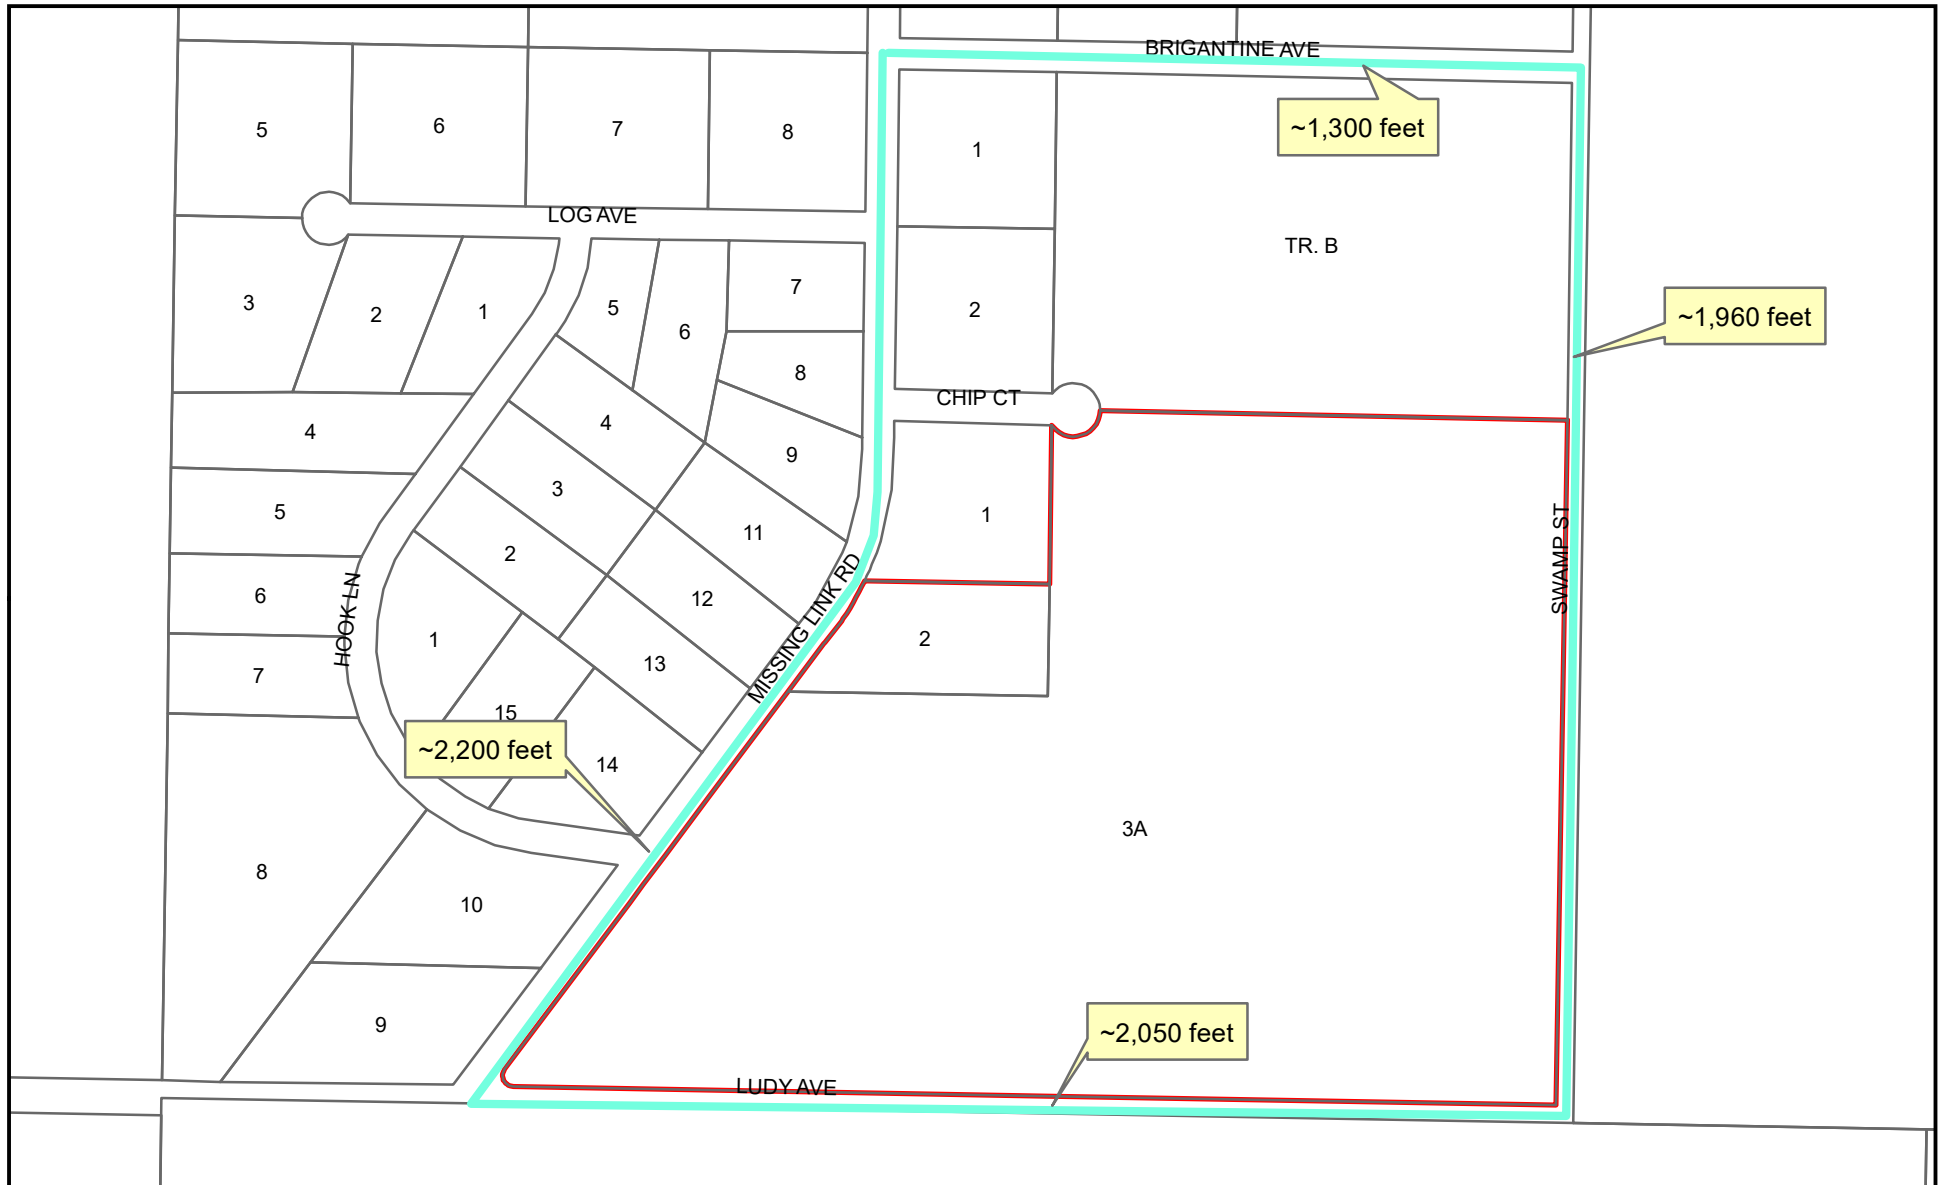 BRIGANTINE AVE
~1,300 feet
5
6
7
8
1
LOG AVE
TR. B
3
2
1
5
6
7
2
~1,960 feet
8
CHIP CT
4
4
9
5
3
11
1
SWAMP ST
2
6
HOOK LN
1
12
MISSING LINK RD
2
7
13
15
~2,200 feet
14
3A
8
10
9
~2,050 feet
LUDY AVE